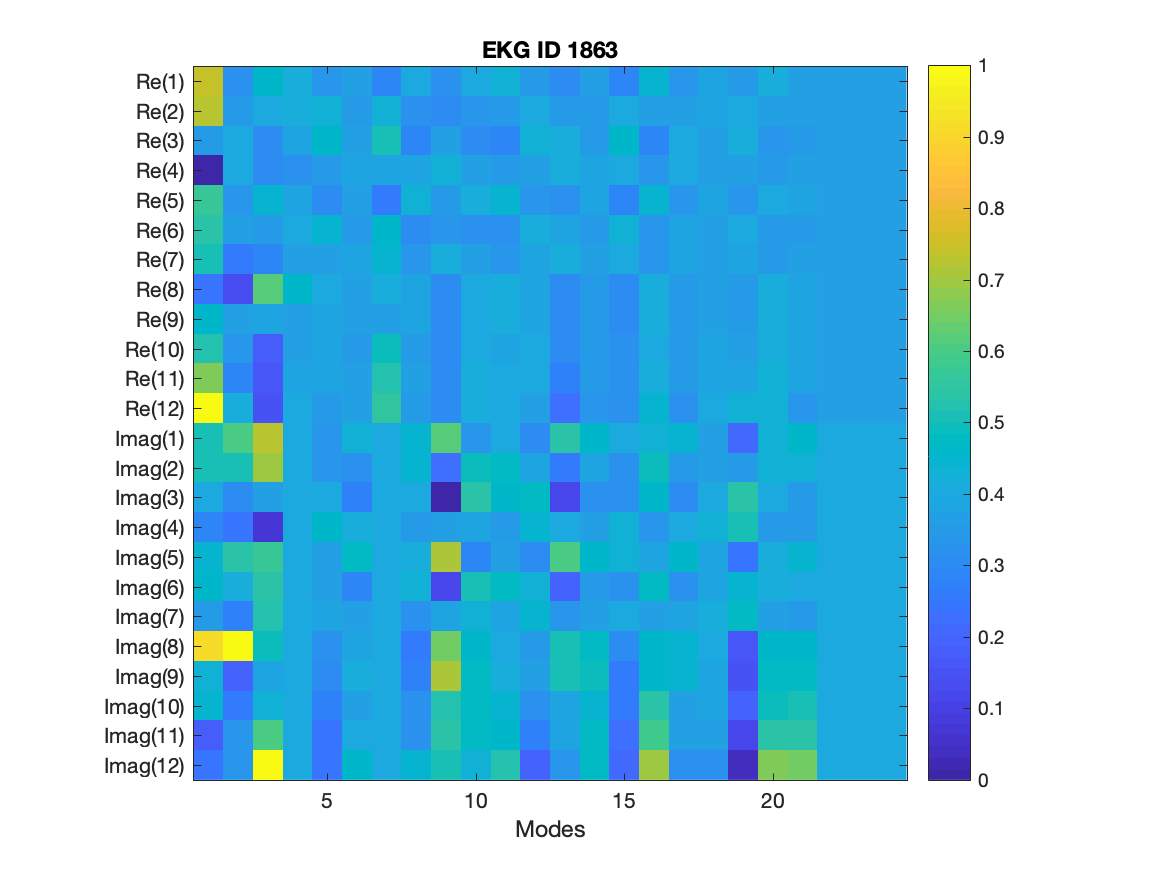 EKG ID 1863
Re(1)
Re(2)
Re(3)
Re(4)
Re(5)
Re(6)
Re(7)
Re(8)
Re(9)
Re(10)
Re(11)
Re(12)
Imag(1)
Imag(2)
Imag(3)
Imag(4)
Imag(5)
Imag(6)
Imag(7)
Imag(8)
Imag(9)
Imag(10)
Imag(11)
Imag(12)
5 10 15 20
Modes
1
0.9
0.8
0.7
0.6
0.5
0.4
0.3
0.2
0.1
0